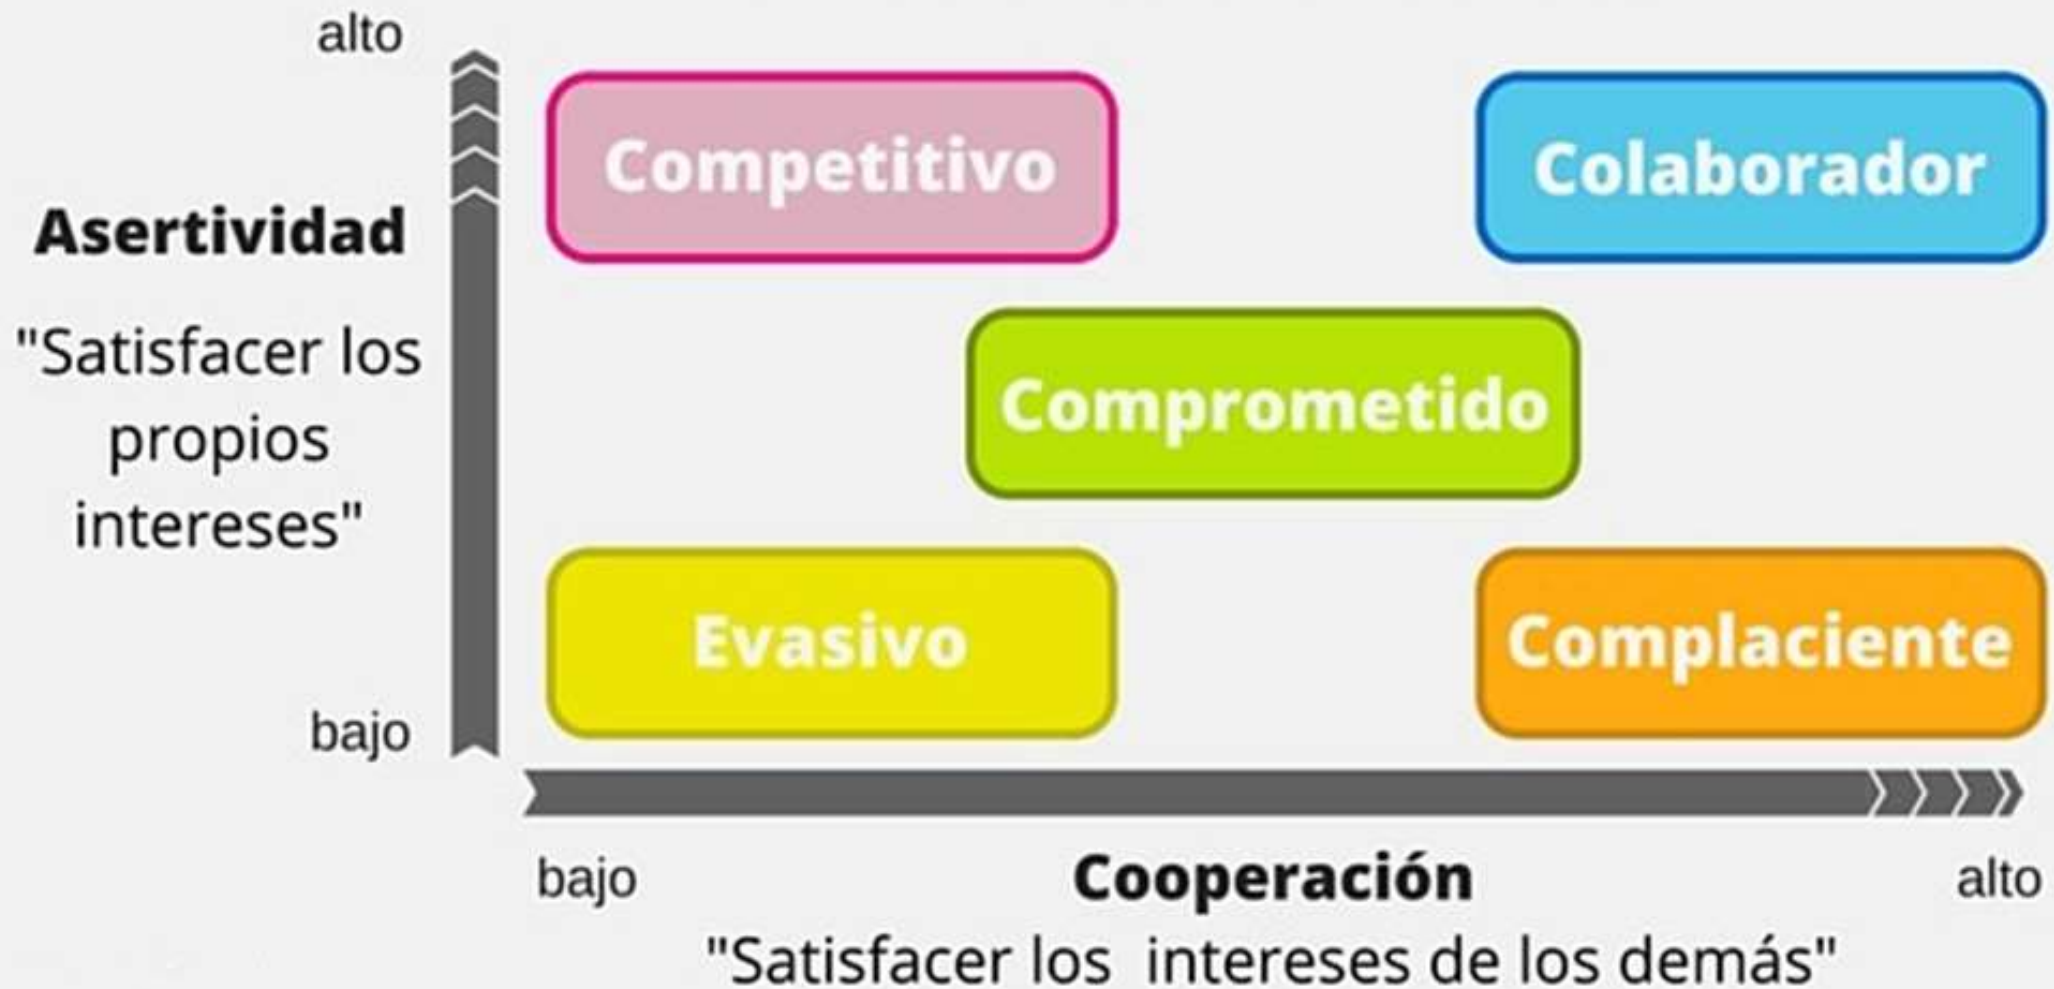 alto
Competitivo
Colaborador
Asertividad
"Satisfacer los
propios
intereses"
Comprometido
Evasivo
Complaciente
bajo
bajo
Cooperación
alto
"Satisfacer los intereses de los demás"